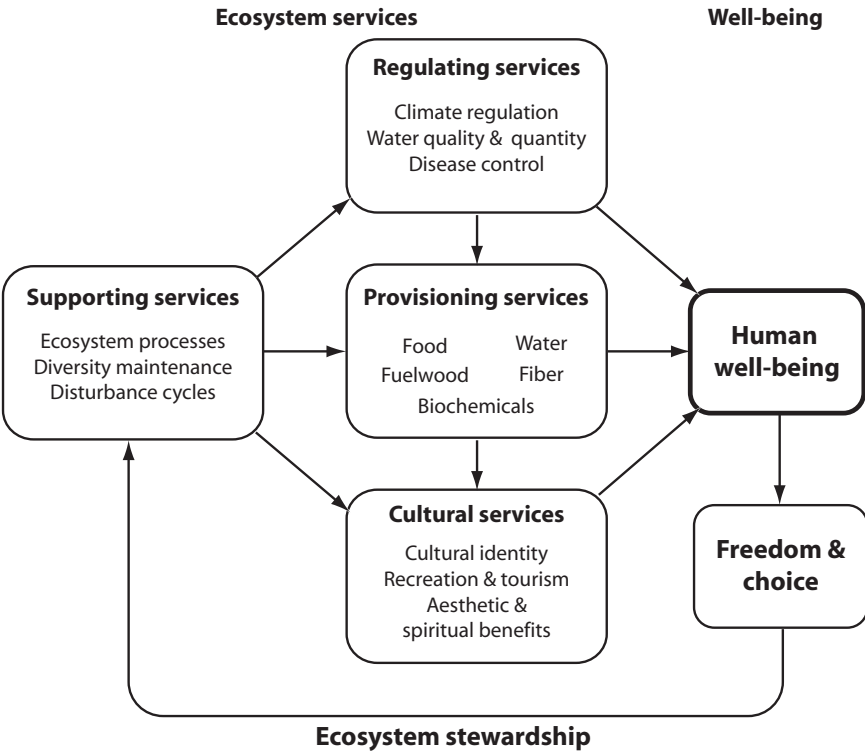 Ecosystem services
Well-being
Regulating services
Climate regulation
Water quality & quantity
Disease control
Supporting services
Ecosystem processes
Diversity maintenance
Disturbance cycles
Provisioning services
Food Water
Fuelwood Fiber
Biochemicals
Human
well-being
Cultural services
Cultural identity
Recreation & tourism
Aesthetic &
spiritual benefits
Freedom &
choice
Ecosystem stewardship